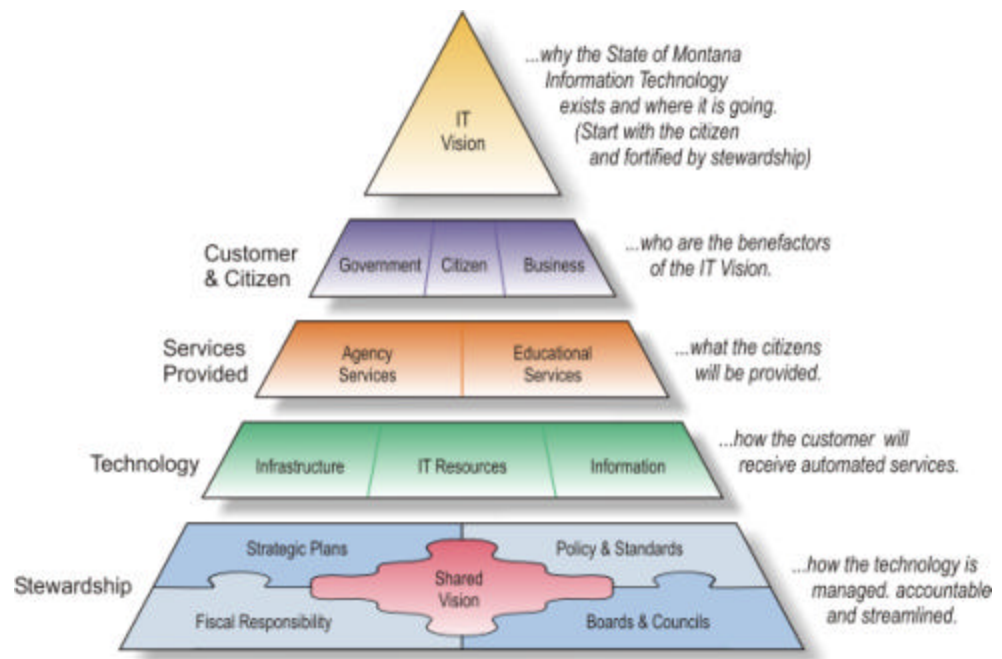 ...why the State of Montana
Information Technology
exists and where it is going.
(Start with the citizen
and fortified by stewardship)
IT
Vision
Customer
& Citizen
Government
Citizen
Business
...who are the benefactors
of the IT Vision.
Services
Provided
Agency
Services
Educational
Services
...what the citizens
will be provided.
Technology
Infrastructure
IT Resources
Information
...how the customer will
receive automated services.
Stewardship
Strategic Plans
Policy & Standards
Shared
Vision
Fiscal Responsibility
Boards & Councils
...how the technology is
managed. accountable
and streamlined.